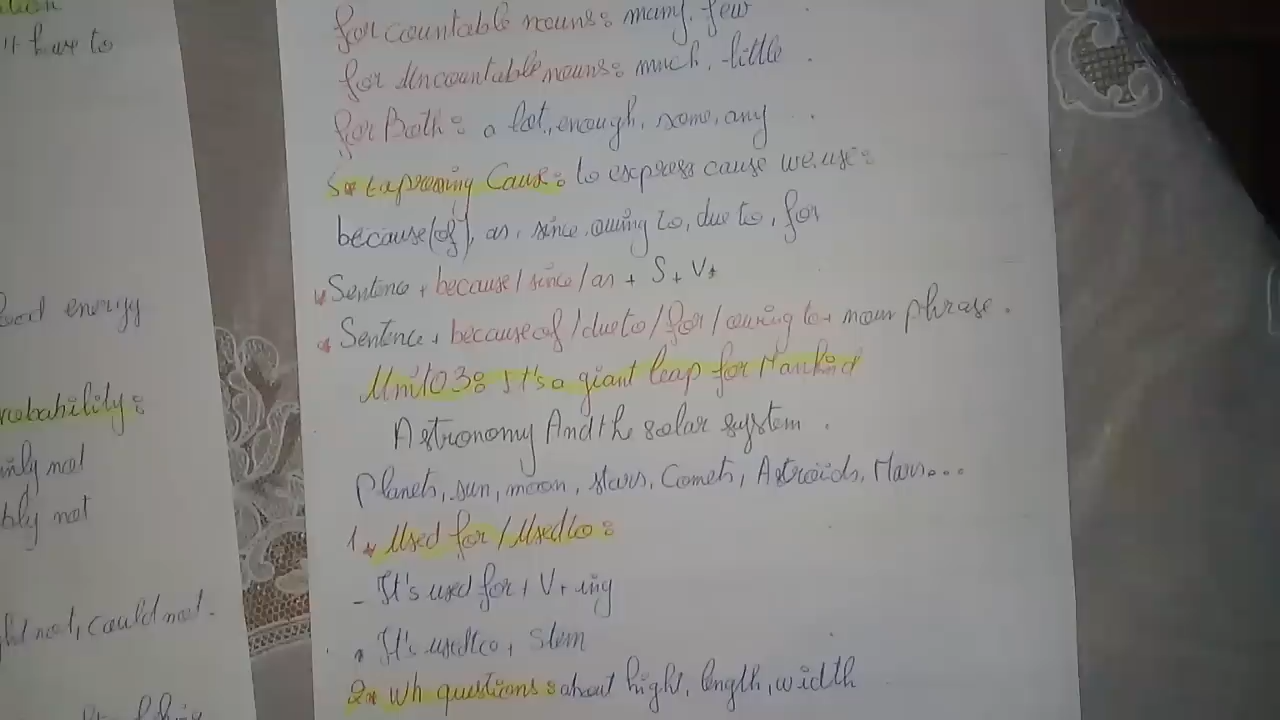 it have to
energy
robability:
inly not
bly not
not, could not.
for countable nouns: many, few
for Uncountable nouns: much, little
for Both: a lot, enough, some, any
5* Expressing Cause: to express cause we use:
because(of), as, since, owing to, due to, for
* Sentence + because / since / as + S + V+
* Sentence + because of / due to / for / owing to + noun phrase.
Unit 03: It's a giant leap for Mankind
Astronomy And the solar system.
Planets, sun, moon, stars, Comets, Astroids, Mars...
1* Used for / Used to:
- It's used for + V + ing
- It's used to + stem
2* Wh questions: about hight, length, width